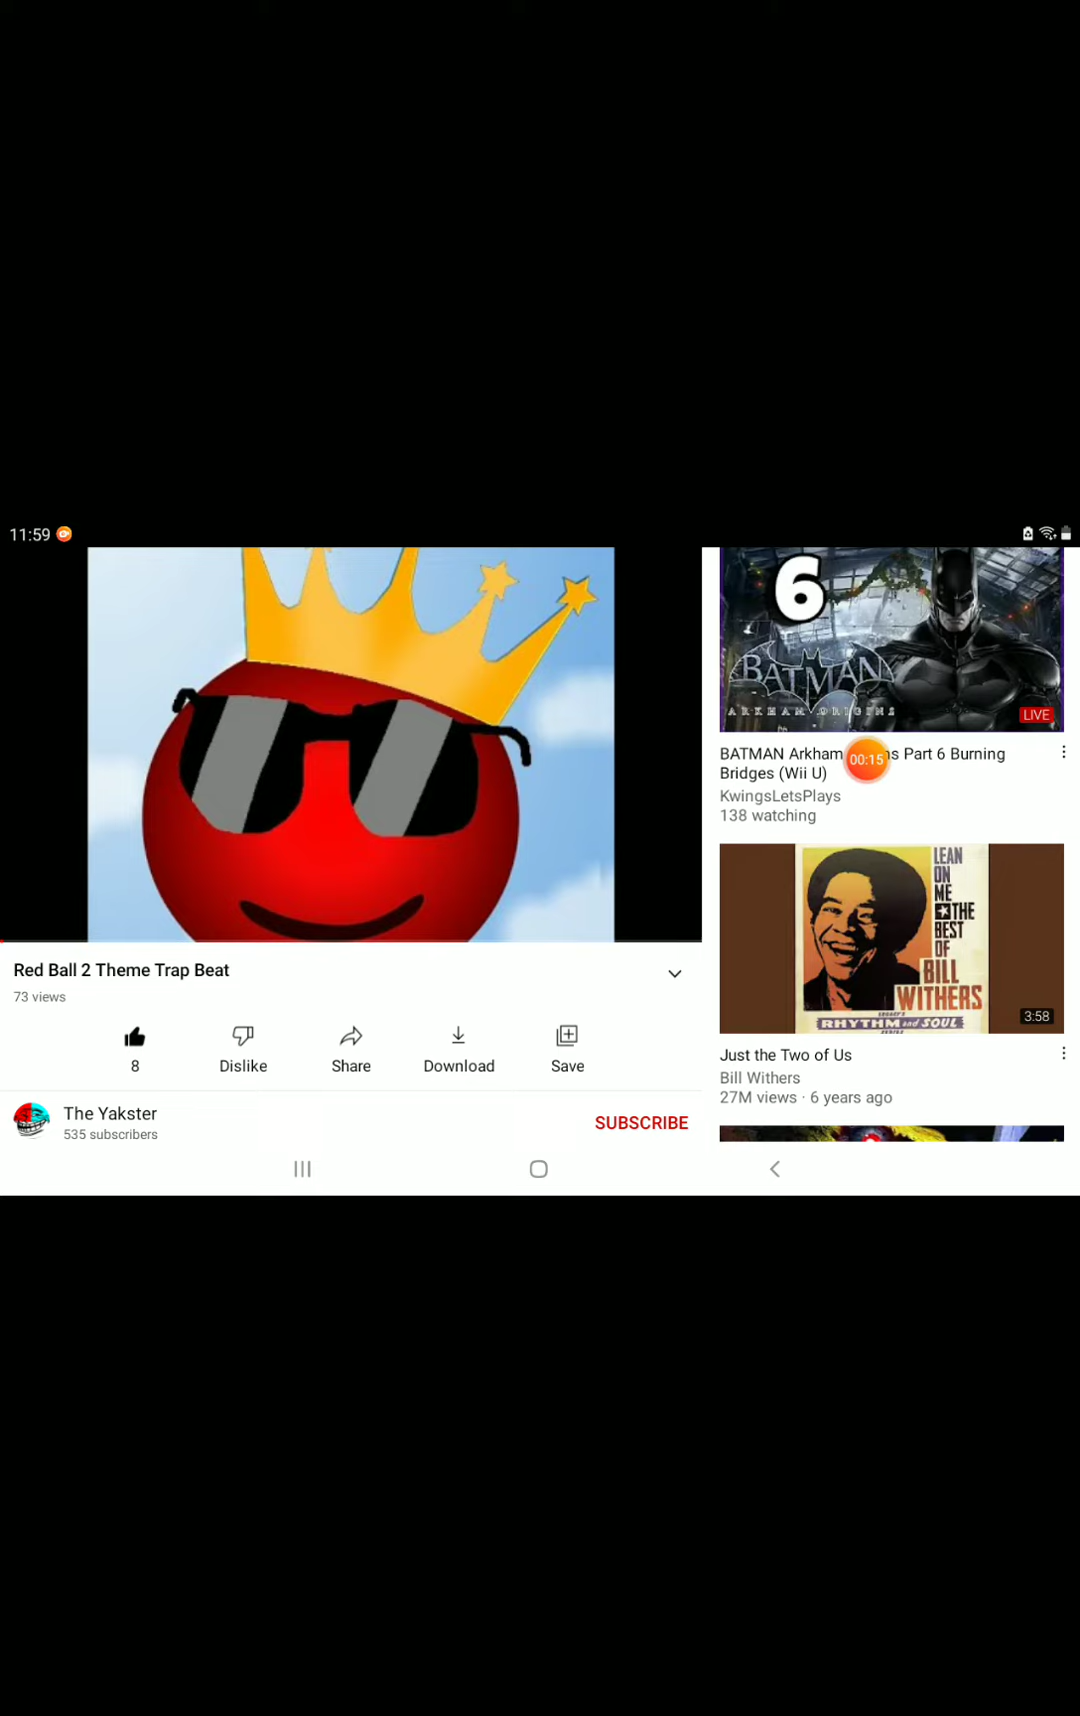 11:59
6
BATMAN
ARKHAM ORIGINS
LIVE
BATMAN Arkham
00:15
ns Part 6 Burning
Bridges (Wii U)
KwingsLetsPlays
138 watching
LEAN
ON
ME
THE
BEST
OF
BILL
WITHERS
RHYTHM and SOUL
SERIES
3:58
Just the Two of Us
Bill Withers
27M views · 6 years ago
Red Ball 2 Theme Trap Beat
73 views
8
Dislike
Share
Download
Save
The Yakster
535 subscribers
SUBSCRIBE